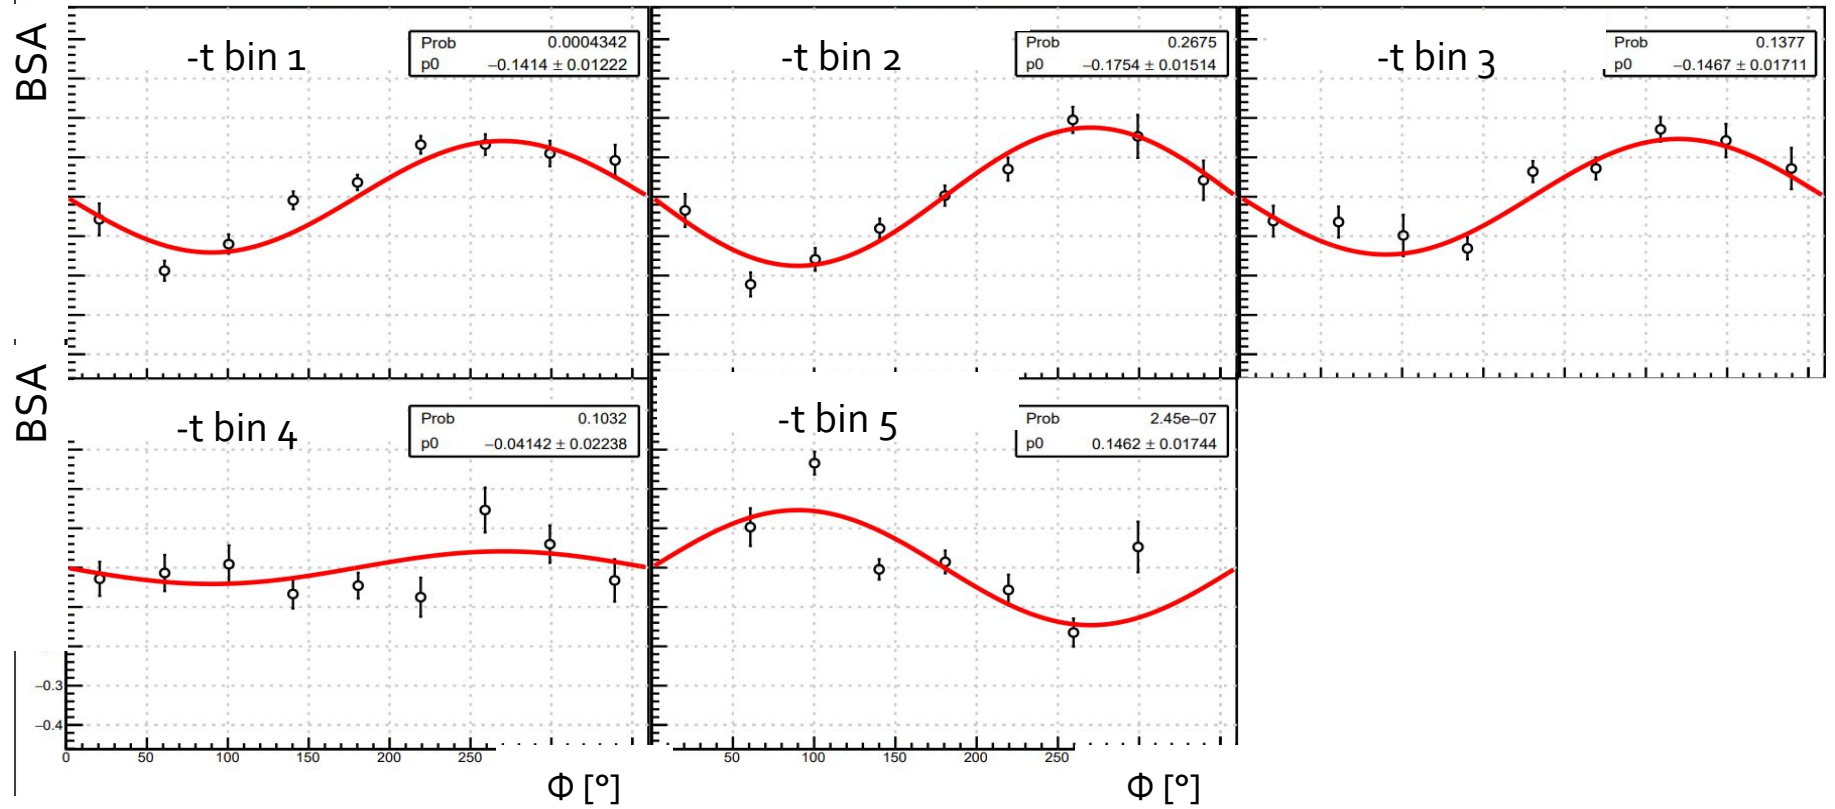 BSA
-t bin 1
Prob 0.0004342
p0 −0.1414 ± 0.01222
-t bin 2
Prob 0.2675
p0 −0.1754 ± 0.01514
-t bin 3
Prob 0.1377
p0 −0.1467 ± 0.01711
BSA
-t bin 4
Prob 0.1032
p0 −0.04142 ± 0.02238
-t bin 5
Prob 2.45e−07
p0 0.1462 ± 0.01744
−0.3
−0.4
0 50 100 150 200 250
50 100 150 200 250
Φ [°]
Φ [°]